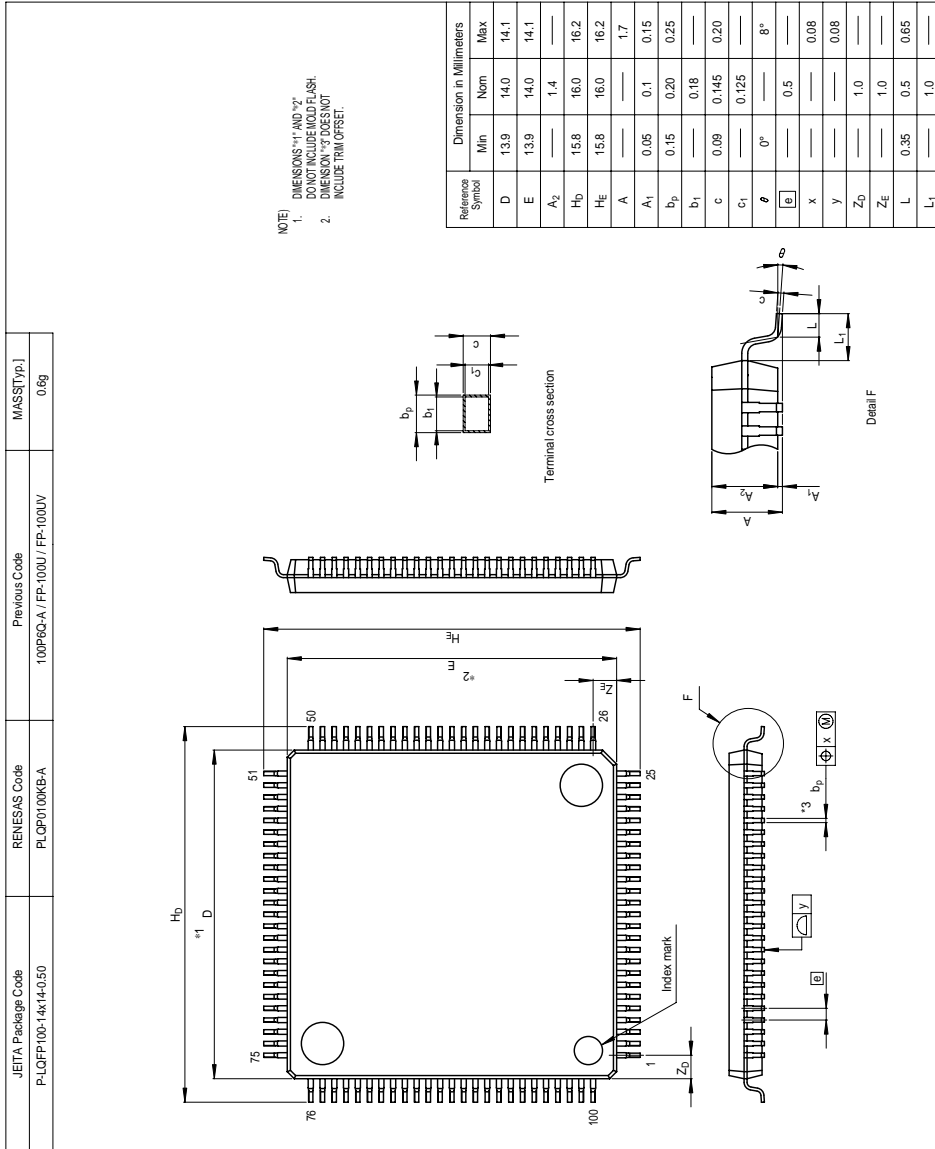 JEITA Package Code RENESAS Code Previous Code MASS[Typ.]
P-LQFP100-14x14-0.50 PLQP0100KB-A 100P6Q-A / FP-100U / FP-100UV 0.6g
HD
*1 D
51
75
50
26
76
100
1
25
ZD
Index mark
HE
*2 E
ZE
F
e
y
*3 bp
x M
NOTE)
1. DIMENSIONS "*1" AND "*2"
DO NOT INCLUDE MOLD FLASH.
2. DIMENSION "*3" DOES NOT
INCLUDE TRIM OFFSET.
bp
b1
c1
c
Terminal cross section
A
A2
A1
L
L1
c
θ
Detail F
Reference Symbol Dimension in Millimeters
Min Nom Max
D 13.9 14.0 14.1
E 13.9 14.0 14.1
A2 — 1.4 —
HD 15.8 16.0 16.2
HE 15.8 16.0 16.2
A — — 1.7
A1 0.05 0.1 0.15
bp 0.15 0.20 0.25
b1 — 0.18 —
c 0.09 0.145 0.20
c1 — 0.125 —
θ 0° — 8°
e — 0.5 —
x — — 0.08
y — — 0.08
ZD — 1.0 —
ZE — 1.0 —
L 0.35 0.5 0.65
L1 — 1.0 —